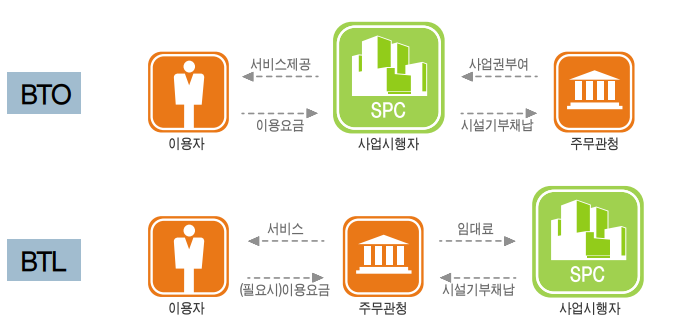 서비스제공
사업권부여
BTO
SPC
이용요금
시설기부채납
이용자
사업시행자
주무관청
서비스
임대료
BTL
SPC
(필요시)이용요금
시설기부채납
이용자
주무관청
사업시행자